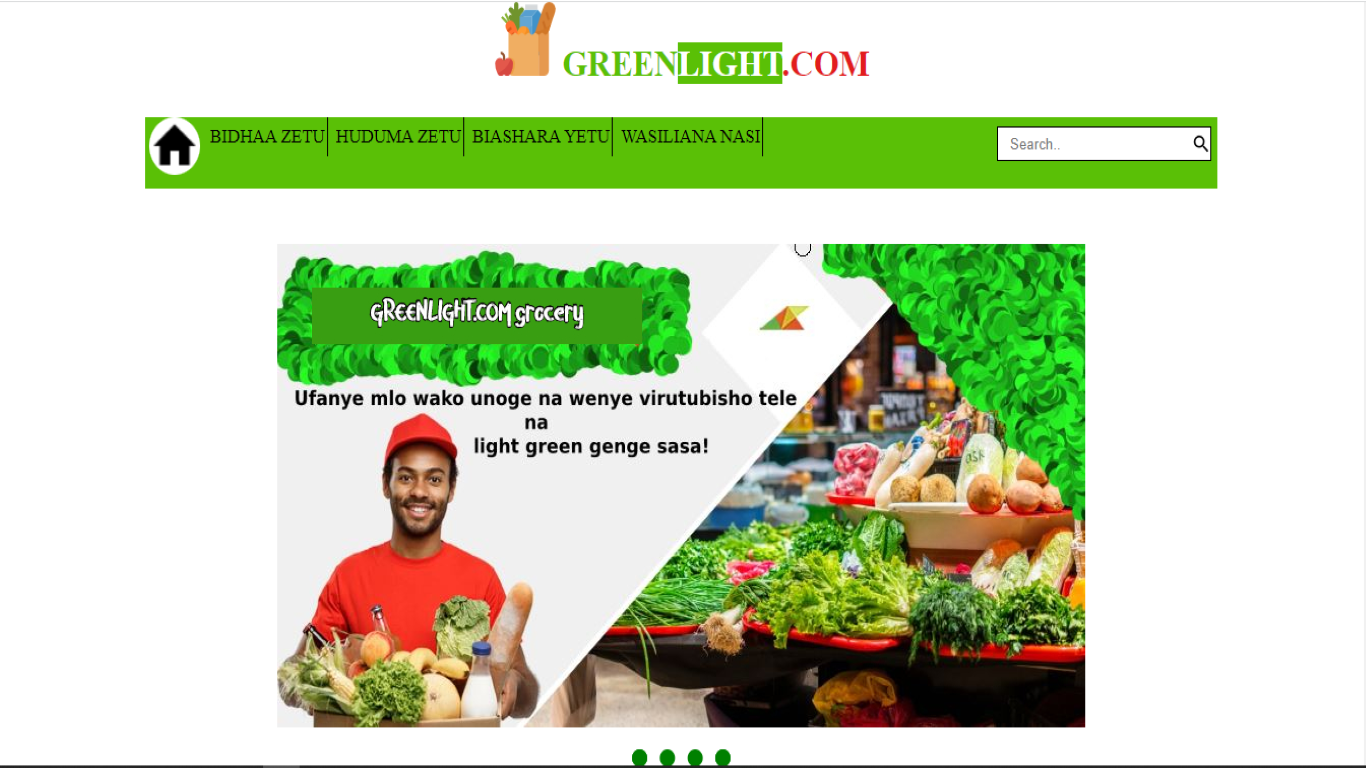 GREENLIGHT.COM
BIDHAA ZETU HUDUMA ZETU BIASHARA YETU WASILIANA NASI
Search..
gREENLIGHT.COM grocery
Ufanye mlo wako unoge na wenye virutubisho tele
na
light green genge sasa!